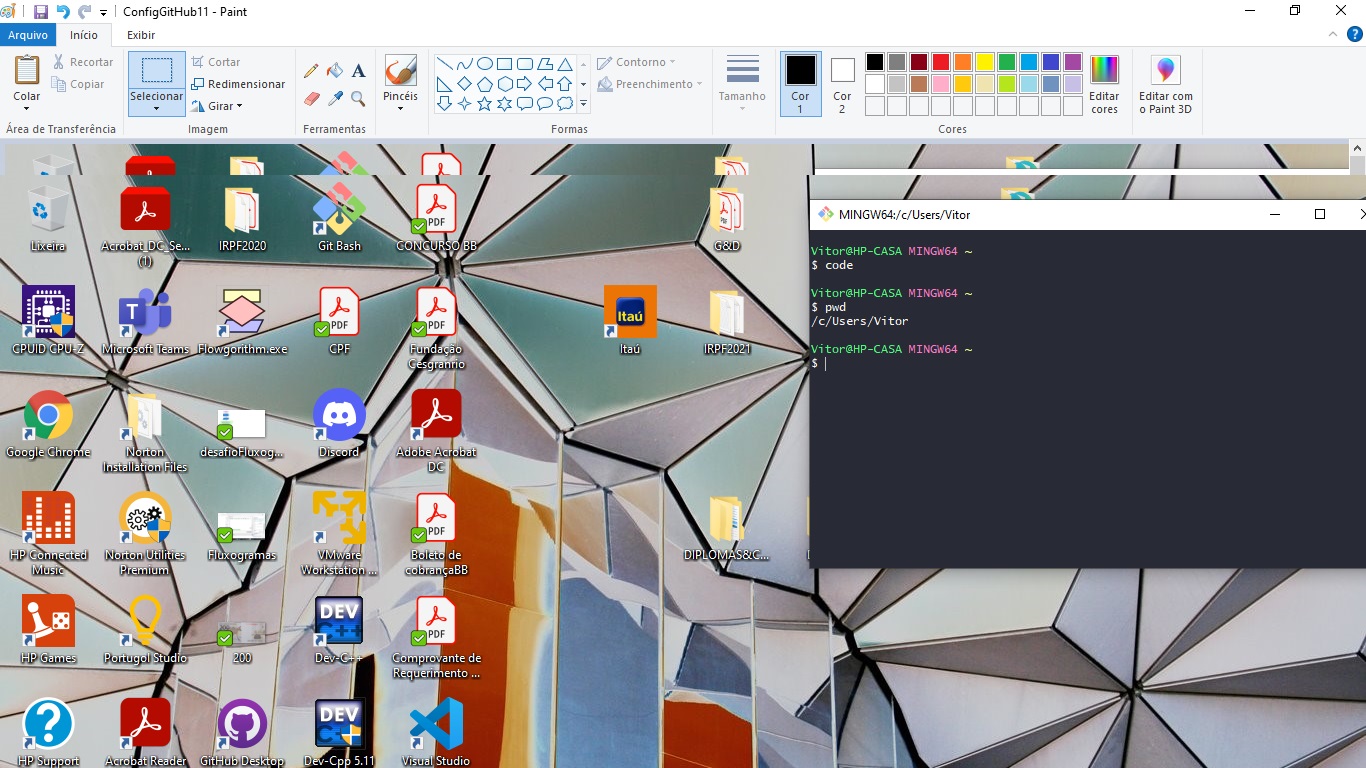 ConfigGitHub11 - Paint
Arquivo
Início
Exibir
Colar
Recortar
Copiar
Área de Transferência
Selecionar
Cortar
Redimensionar
Girar
Imagem
A
Ferramentas
Pincéis
Contorno
Preenchimento
Formas
Tamanho
Cor
1
Cor
2
Editar
cores
Cores
Editar com
o Paint 3D
Lixeira
Acrobat_DC_Se...
(1)
IRPF2020
Git Bash
PDF
CONCURSO BB
G&D
CPUID CPU-Z
Microsoft Teams
Flowgorithm.exe
PDF
CPF
PDF
Fundação
Cesgranrio
Itaú
Itaú
IRPF2021
Google Chrome
Norton
Installation Files
desafioFluxog...
Discord
Adobe Acrobat
DC
HP Connected
Music
Norton Utilities
Premium
Fluxogramas
VMware
Workstation ...
PDF
Boleto de
cobrançaBB
DIPLOMAS&C...
HP Games
Portugol Studio
200
DEV
C++
Dev-C++
PDF
Comprovante de
Requerimento ...
HP Support
Acrobat Reader
GitHub Desktop
DEV
Dev-Cpp 5.11
Visual Studio
MINGW64:/c/Users/Vitor
Vitor@HP-CASA MINGW64 ~
$ code
Vitor@HP-CASA MINGW64 ~
$ pwd
/c/Users/Vitor
Vitor@HP-CASA MINGW64 ~
$